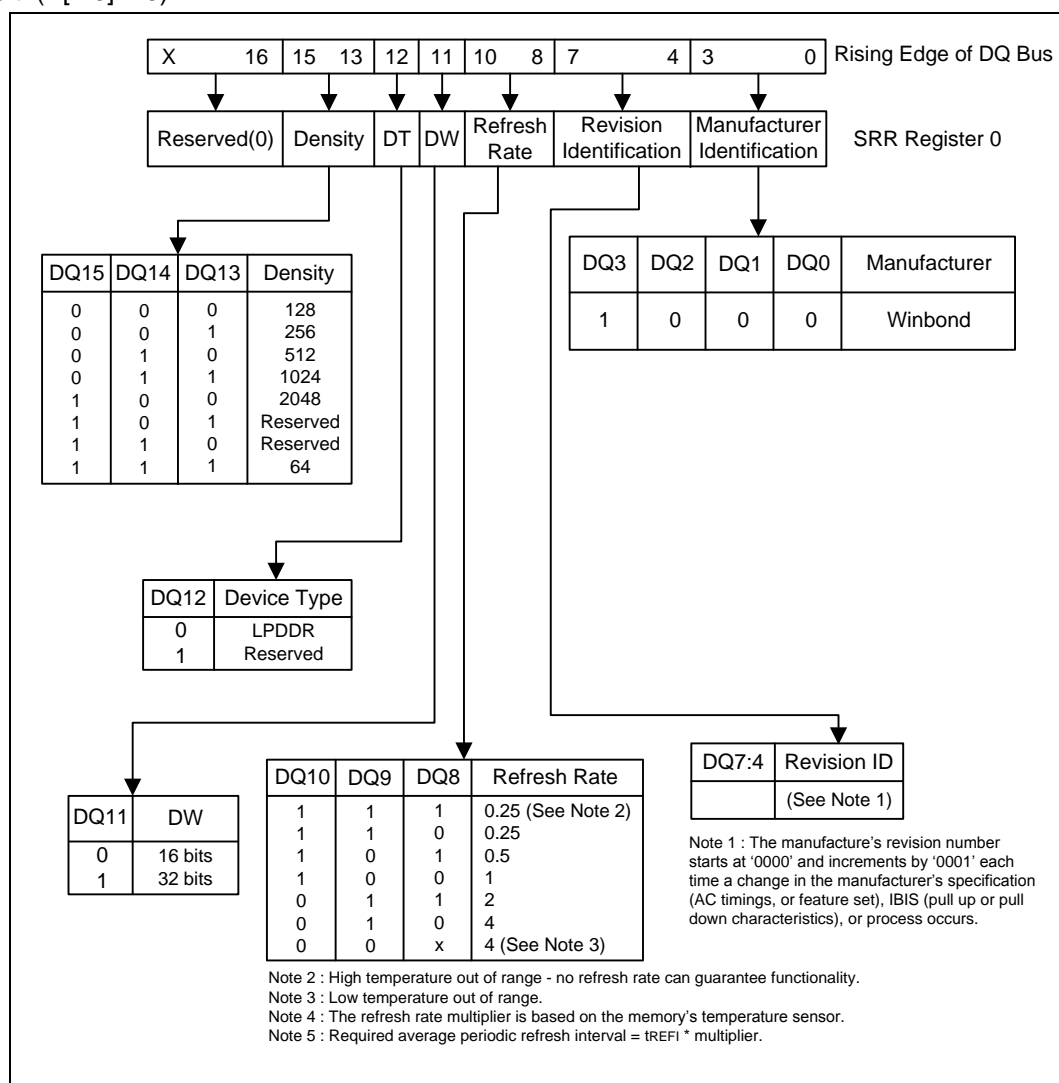 X 16 15 13 12 11 10 8 7 4 3 0 Rising Edge of DQ Bus
Reserved(0) Density DT DW Refresh Rate Revision Identification Manufacturer Identification SRR Register 0
DQ3 DQ2 DQ1 DQ0 Manufacturer
1 0 0 0 Winbond
DQ15 DQ14 DQ13 Density
0 0 0 128
0 0 1 256
0 1 0 512
0 1 1 1024
1 0 0 2048
1 0 1 Reserved
1 1 0 Reserved
1 1 1 64
DQ12 Device Type
0 LPDDR
1 Reserved
DQ11 DW
0 16 bits
1 32 bits
DQ10 DQ9 DQ8 Refresh Rate
1 1 1 0.25 (See Note 2)
1 1 0 0.25
1 0 1 0.5
1 0 0 1
0 1 1 2
0 1 0 4
0 0 x 4 (See Note 3)
DQ7:4 Revision ID
(See Note 1)
Note 1 : The manufacture's revision number
starts at '0000' and increments by '0001' each
time a change in the manufacturer's specification
(AC timings, or feature set), IBIS (pull up or pull
down characteristics), or process occurs.
Note 2 : High temperature out of range - no refresh rate can guarantee functionality.
Note 3 : Low temperature out of range.
Note 4 : The refresh rate multiplier is based on the memory's temperature sensor.
Note 5 : Required average periodic refresh interval = tREFI * multiplier.